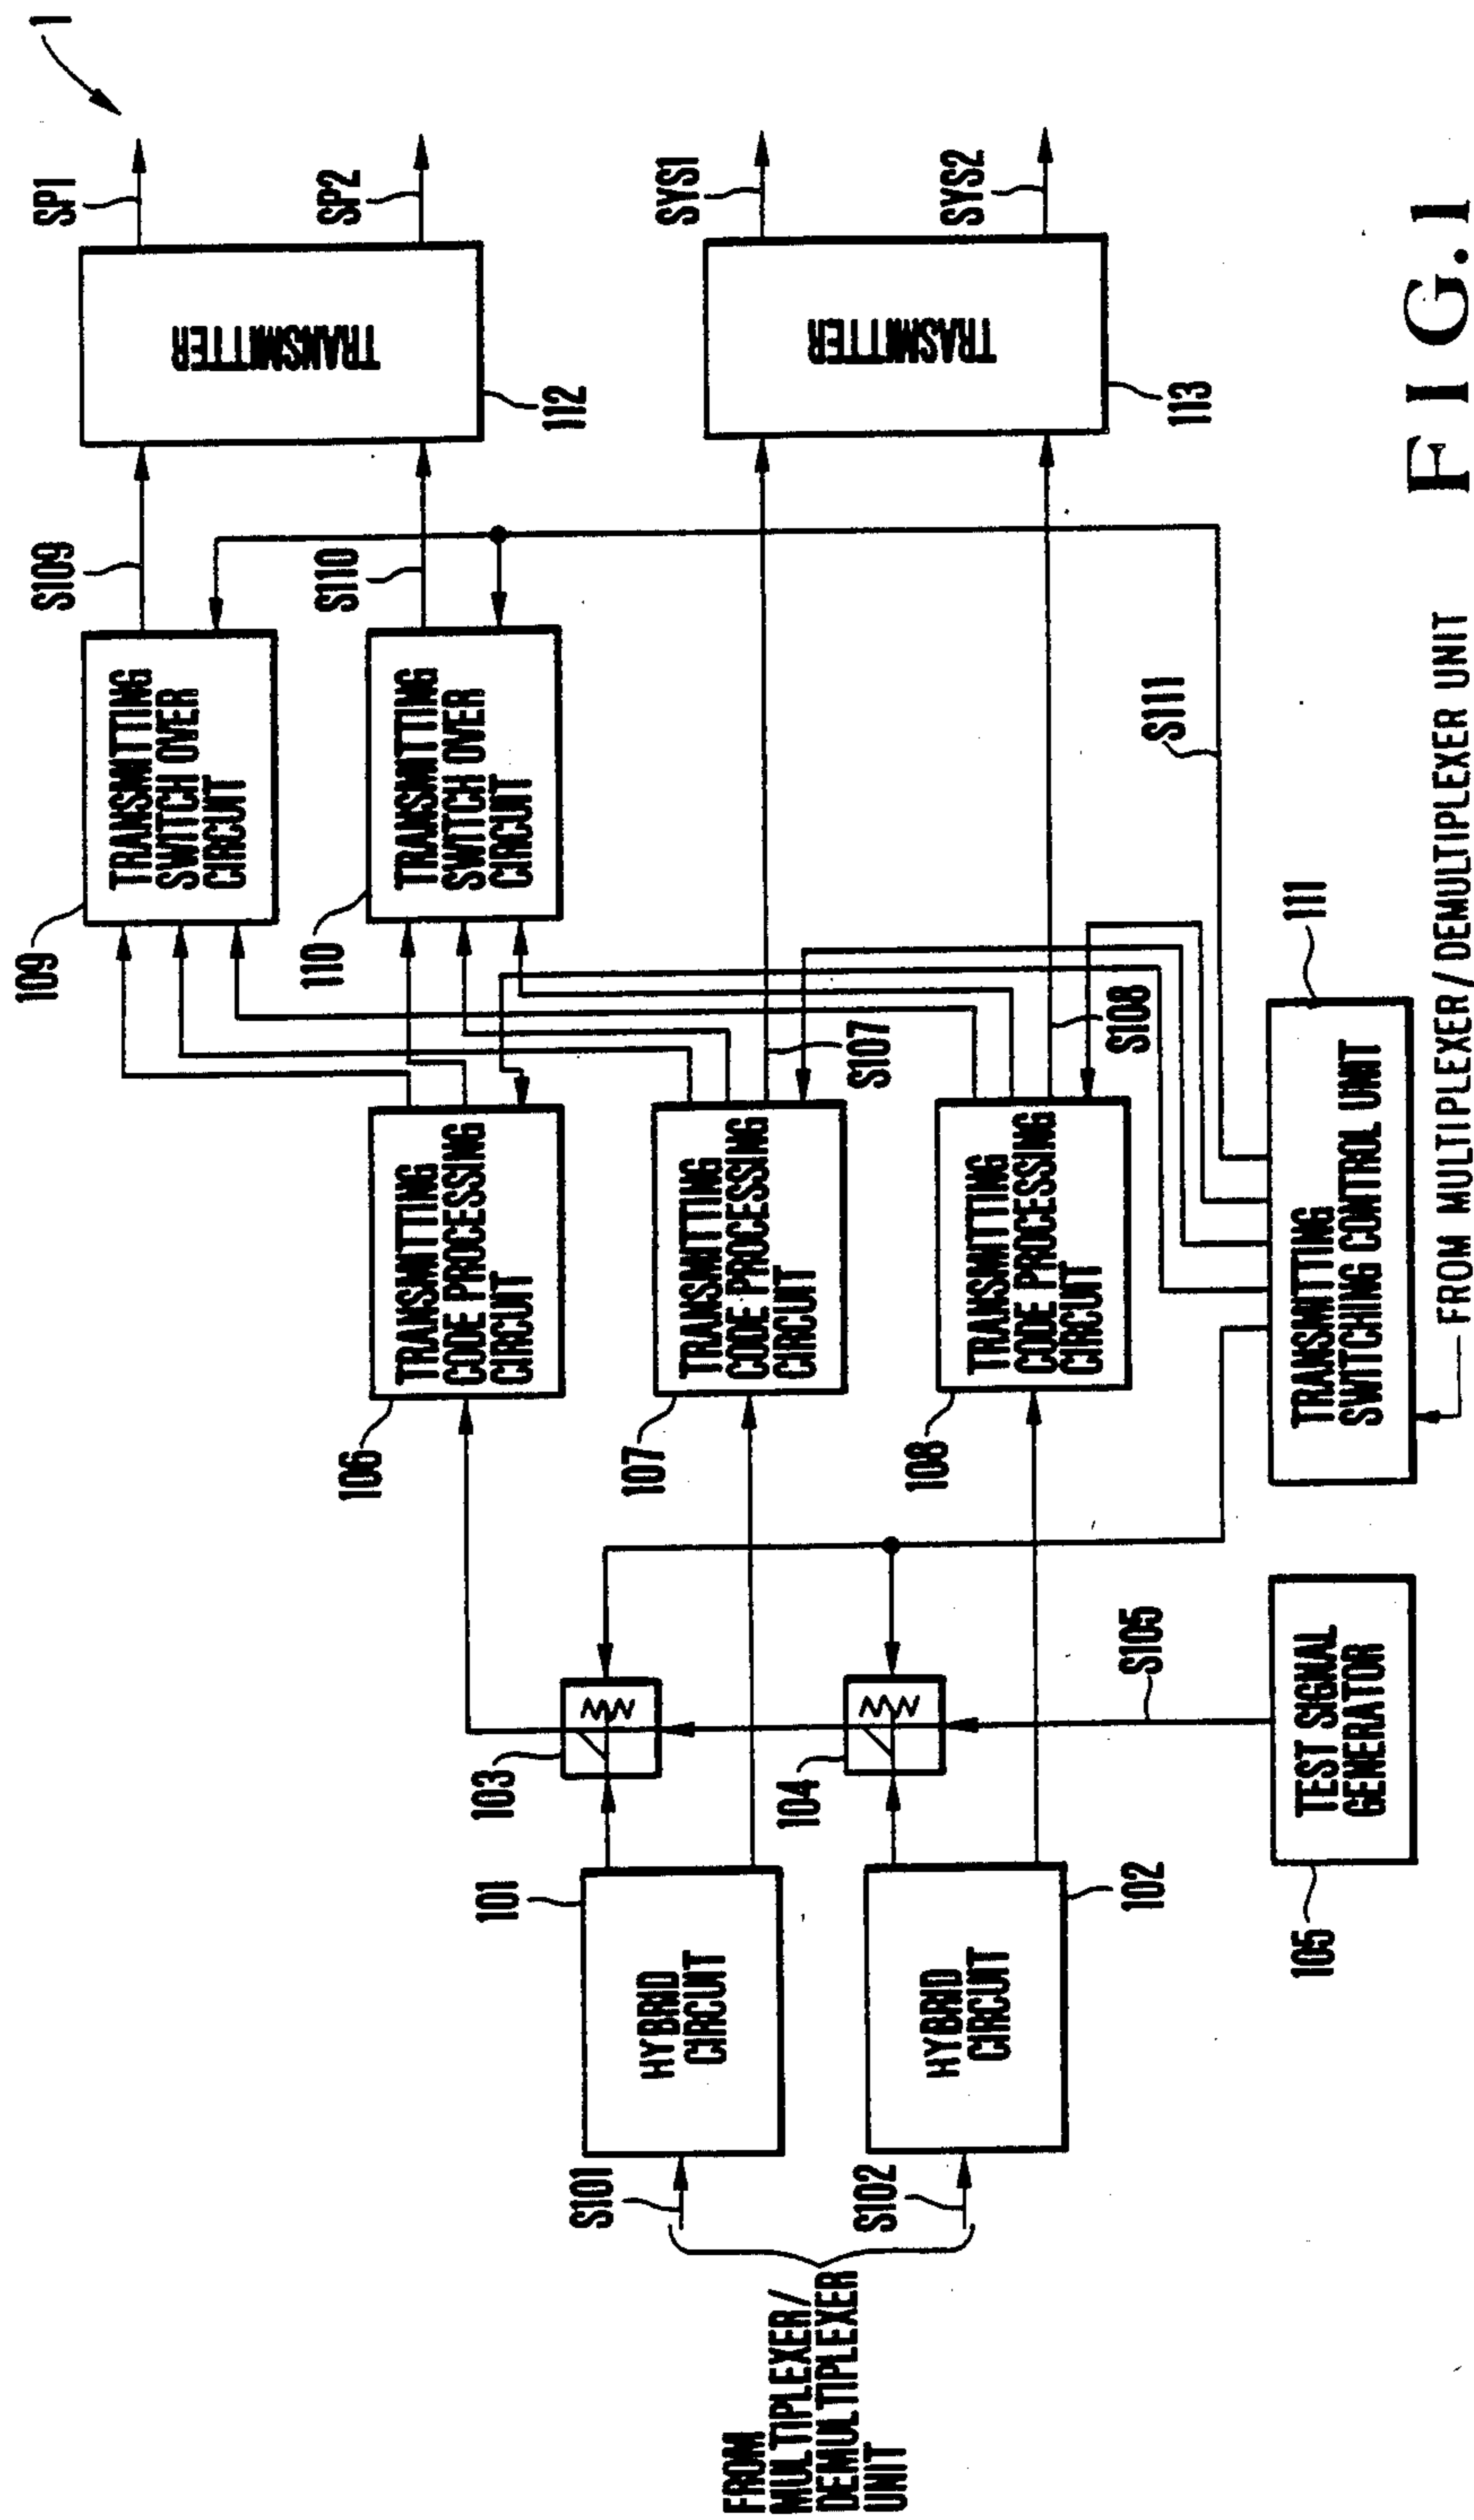 1
SP1
SP2
SYS1
SYS2
TRANSMITTER
112
TRASMITTER
113
S109
S110
109
TRANSMITTING
SWITCH OVER
CIRCUIT
110
TRANSMITTING
SWITCH OVER
CIRCUIT
S111
S107
S108
106
TRANSMITTING
CODE PROCESSING
CIRCUIT
107
TRANSMITTING
CODE PROCESSING
CIRCUIT
108
TRANSMITTING
CODE PROCESSING
CIRCUIT
111
TRANSMITTING
SWITCHING CONTROL UNIT
FROM MULTIPLEXER/DEMULTIPLEXER UNIT
103
104
S105
105
TEST SIGNAL
GENERATOR
101
HYBRID
CIRCUIT
102
HYBRID
CIRCUIT
S101
S102
FROM
MULTIPLEXER/
DEMULTIPLEXER
UNIT
FIG.1